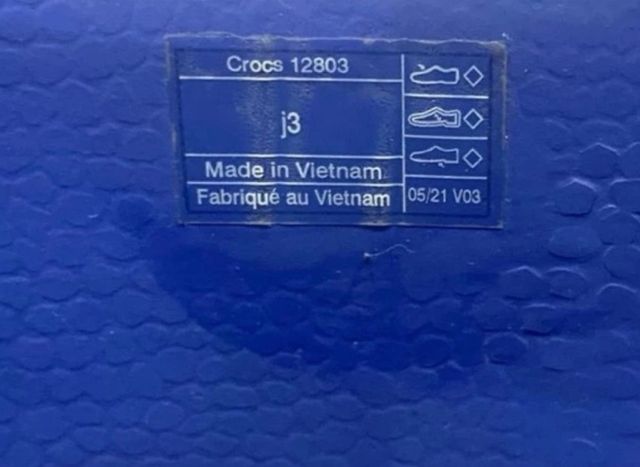 Crocs 12803
j3
Made in Vietnam
Fabriqué au Vietnam
05/21 V03